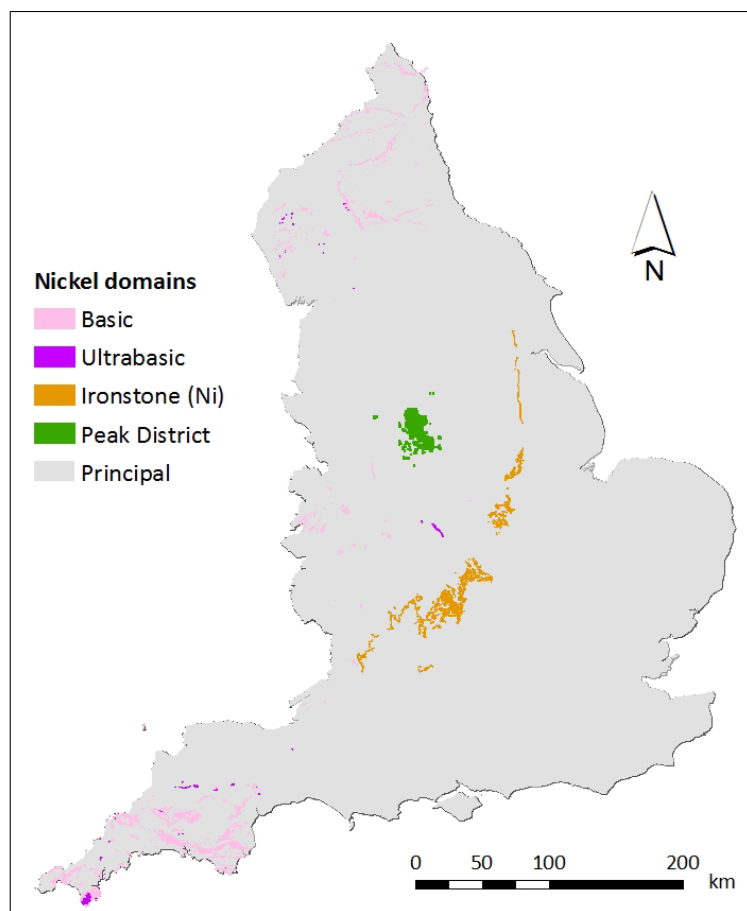 N
Nickel domains
Basic
Ultrabasic
Ironstone (Ni)
Peak District
Principal
0 50 100 200
km